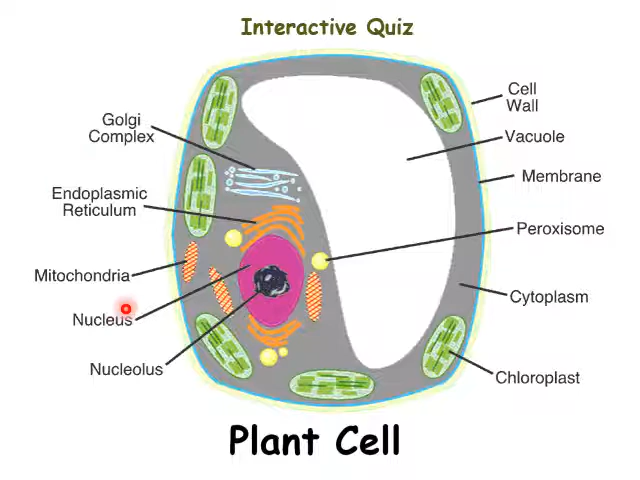 Interactive Quiz
Golgi
Complex
Endoplasmic
Reticulum
Mitochondria
Nucleus
Nucleolus
Cell
Wall
Vacuole
Membrane
Peroxisome
Cytoplasm
Chloroplast
Plant Cell